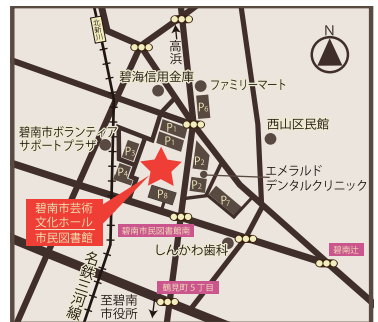 北新川
高浜
N
碧海信用金庫
ファミリーマート
P6
碧南市ボランティア
サポートプラザ
P1
P1
西山区民館
P3
P2
エメラルド
デンタルクリニック
P4
P2
P8
P7
碧南市芸術
文化ホール
市民図書館
碧南市民図書館南
しんかわ歯科
碧南辻
名鉄三河線
鶴見町5丁目
至碧南
市役所